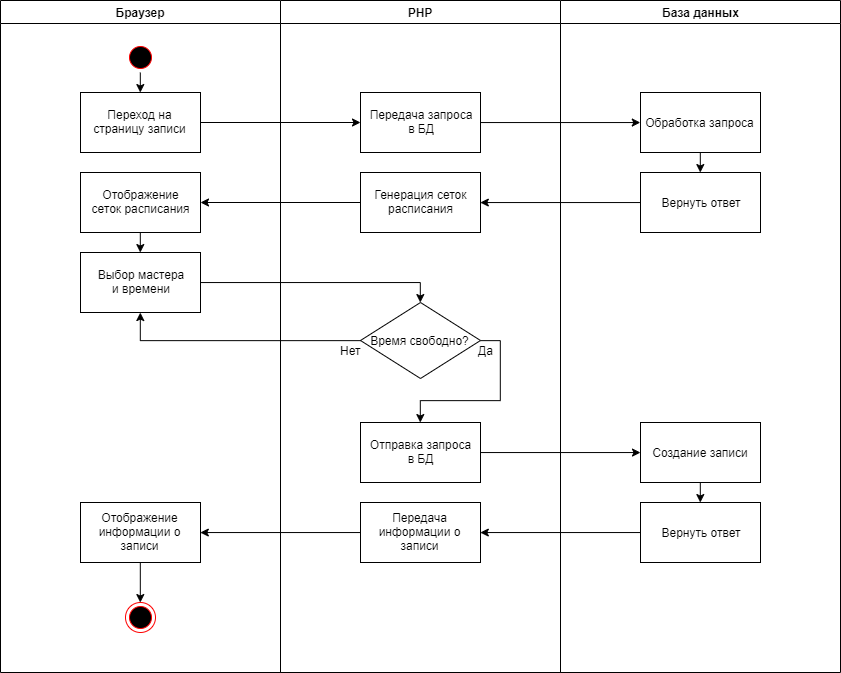 Браузер
PHP
База данных
Переход на
страницу записи
Передача запроса
в БД
Обработка запроса
Отображение
сеток расписания
Генерация сеток
расписания
Вернуть ответ
Выбор мастера
и времени
Время свободно?
Нет
Да
Отправка запроса
в БД
Создание записи
Отображение
информации о
записи
Передача
информации о
записи
Вернуть ответ